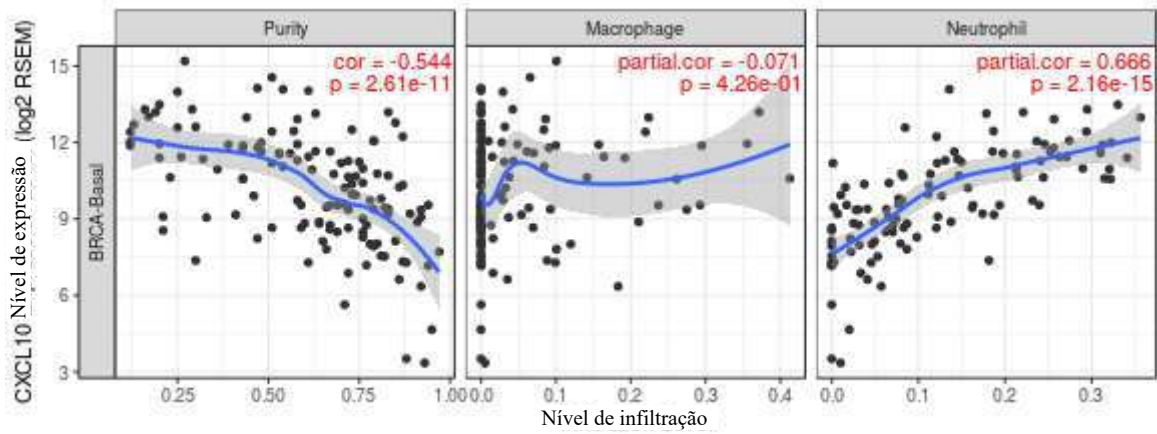 Purity
Macrophage
Neutrophil
cor = -0.544
p = 2.61e-11
partial.cor = -0.071
p = 4.26e-01
partial.cor = 0.666
p = 2.16e-15
CXCL10 Nível de expressão (log2 RSEM)
BRCA-Basal
15
12
9
6
3
0.25 0.50 0.75 1.00
0.0 0.1 0.2 0.3 0.4
0.0 0.1 0.2 0.3
Nível de infiltração